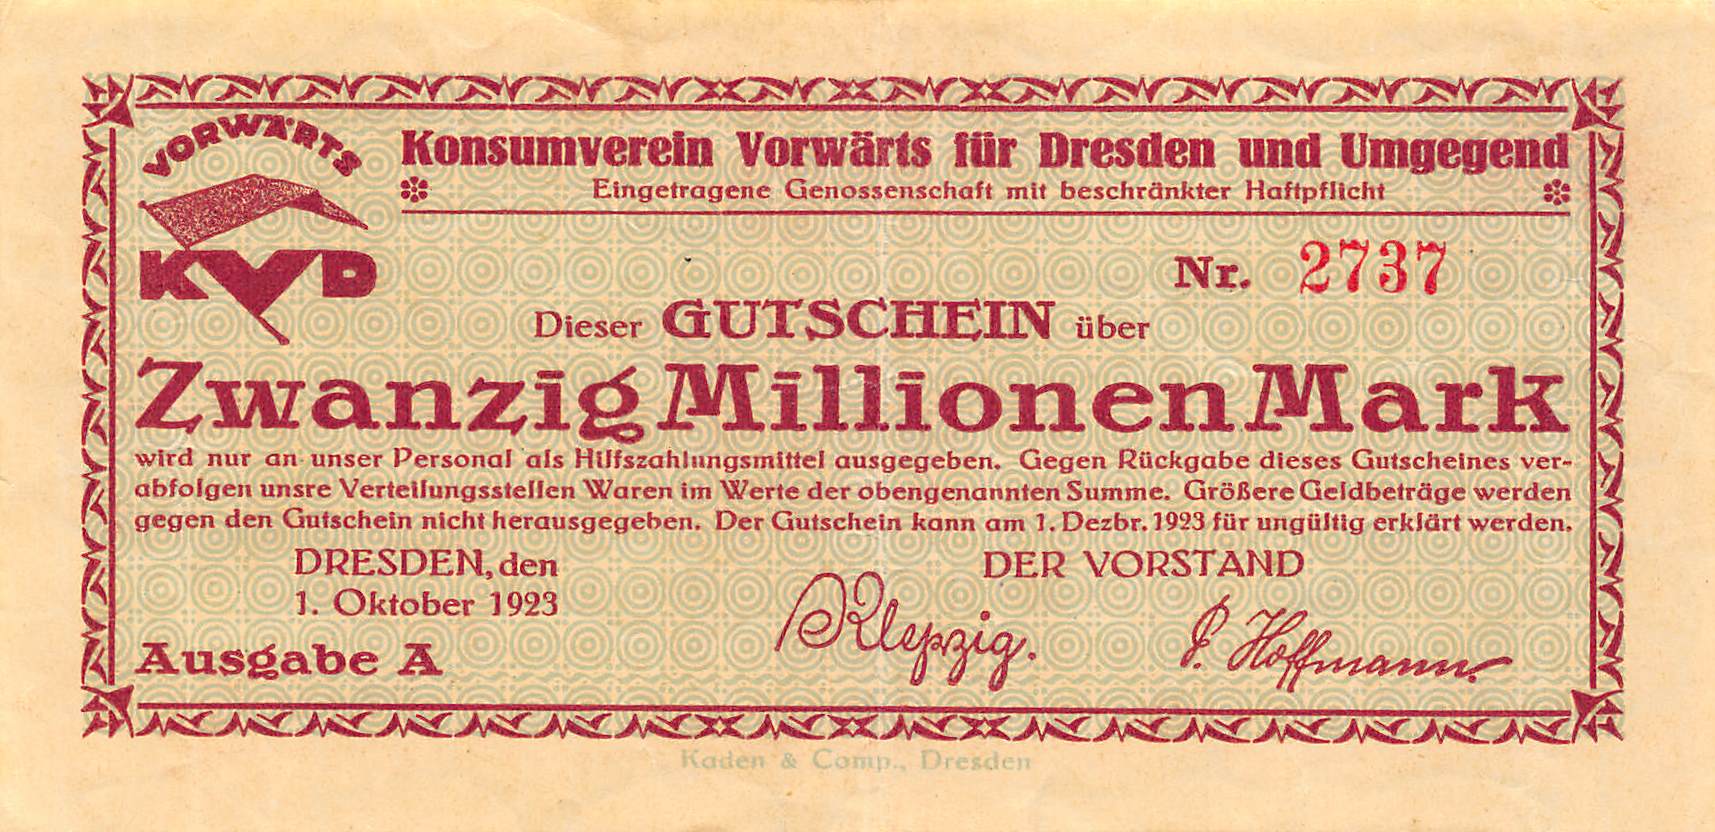 VORWÄRTS
KVD
Konsumverein Vorwärts für Dresden und Umgegend
Eingetragene Genossenschaft mit beschränkter Haftpflicht
Nr. 2737
Dieser GUTSCHEIN über
Zwanzig Millionen Mark
wird nur an unser Personal als Hilfszahlungsmittel ausgegeben. Gegen Rückgabe dieses Gutscheines ver-
abfolgen unsre Verteilungsstellen Waren im Werte der obengenannten Summe. Größere Geldbeträge werden
gegen den Gutschein nicht herausgegeben. Der Gutschein kann am 1. Dezbr. 1923 für ungültig erklärt werden.
DRESDEN, den
1. Oktober 1923
DER VORSTAND
Hoffmann
Ausgabe A
Kaden & Comp., Dresden